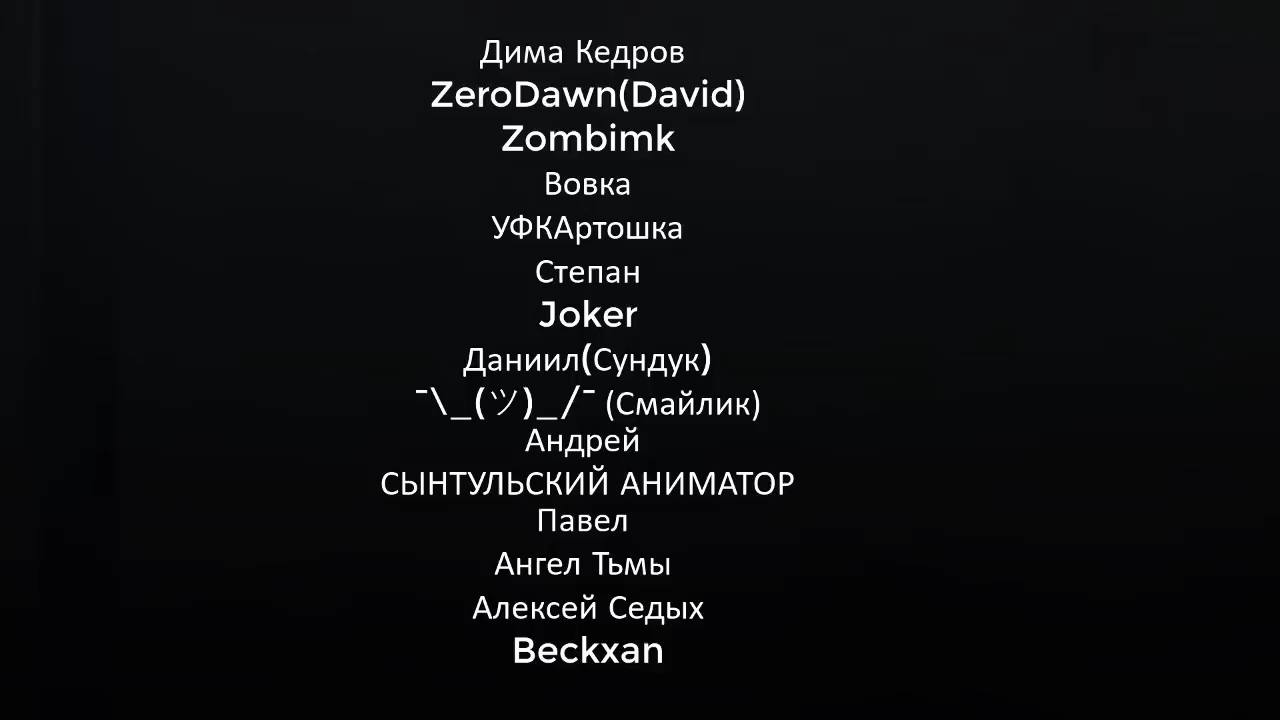 Дима Кедров
ZeroDawn(David)
Zombimk
Вовка
УФКАртошка
Степан
Joker
Даниил(Сундук)
¯\_(ツ)_/¯ (Смайлик)
Андрей
СЫНТУЛЬСКИЙ АНИМАТОР
Павел
Ангел Тьмы
Алексей Седых
Beckxan